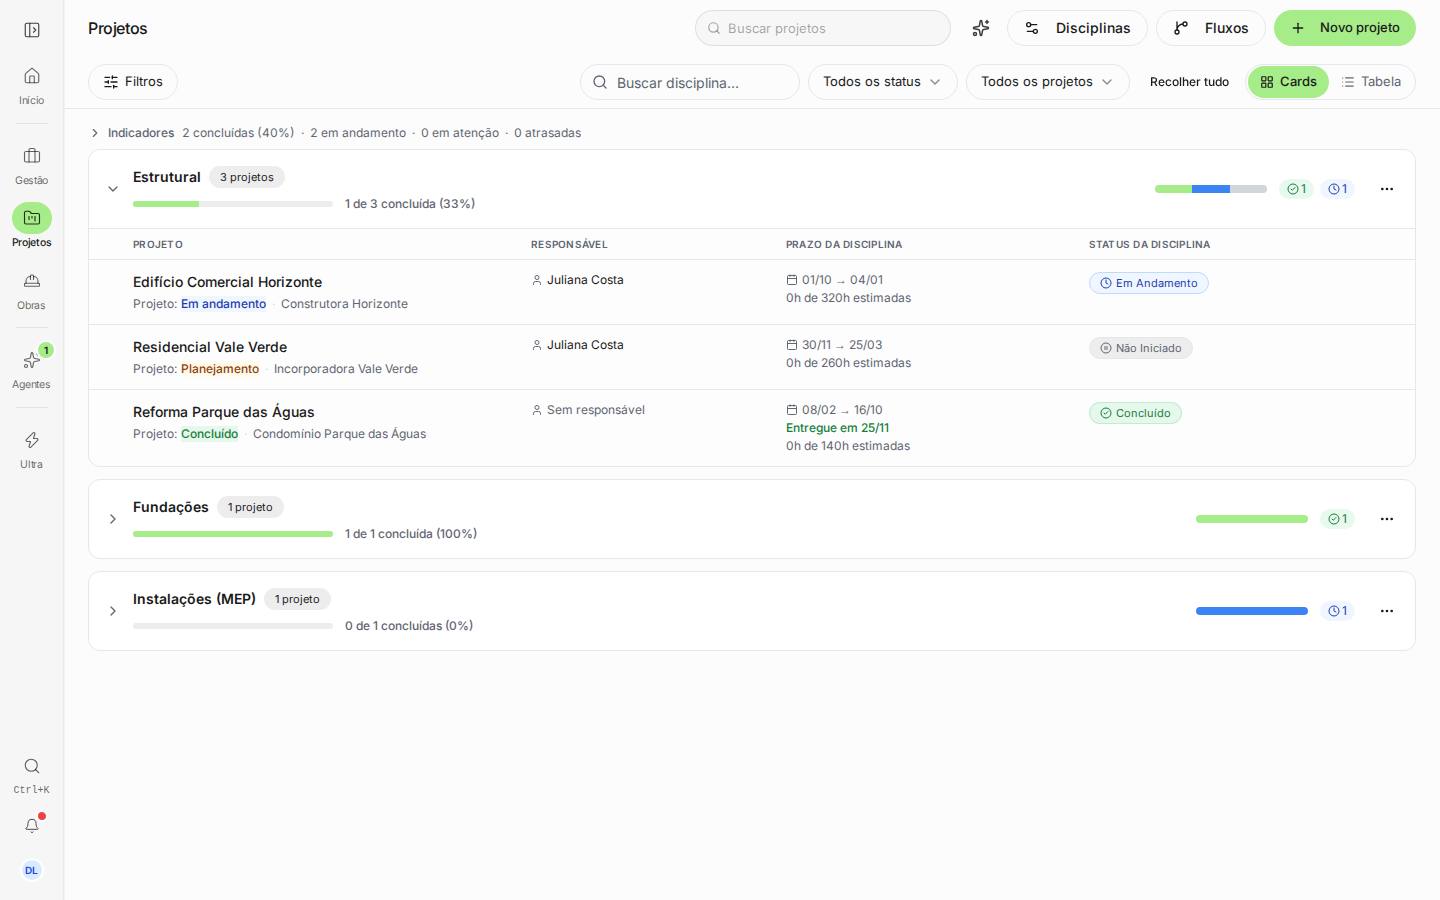 Projetos
Buscar projetos
Disciplinas
Fluxos
Novo projeto
Início
Gestão
Projetos
Obras
1
Agentes
Ultra
Ctrl+K
DL
Filtros
Buscar disciplina...
Todos os status
Todos os projetos
Recolher tudo
Cards
Tabela
Indicadores 2 concluídas (40%) · 2 em andamento · 0 em atenção · 0 atrasadas
Estrutural 3 projetos
1 de 3 concluída (33%)
1 1
PROJETO RESPONSÁVEL PRAZO DA DISCIPLINA STATUS DA DISCIPLINA
Edifício Comercial Horizonte
Projeto: Em andamento · Construtora Horizonte
Juliana Costa
01/10 → 04/01
0h de 320h estimadas
Em Andamento
Residencial Vale Verde
Projeto: Planejamento · Incorporadora Vale Verde
Juliana Costa
30/11 → 25/03
0h de 260h estimadas
Não Iniciado
Reforma Parque das Águas
Projeto: Concluído · Condomínio Parque das Águas
Sem responsável
08/02 → 16/10
Entregue em 25/11
0h de 140h estimadas
Concluído
Fundações 1 projeto
1 de 1 concluída (100%)
1
Instalações (MEP) 1 projeto
0 de 1 concluídas (0%)
1